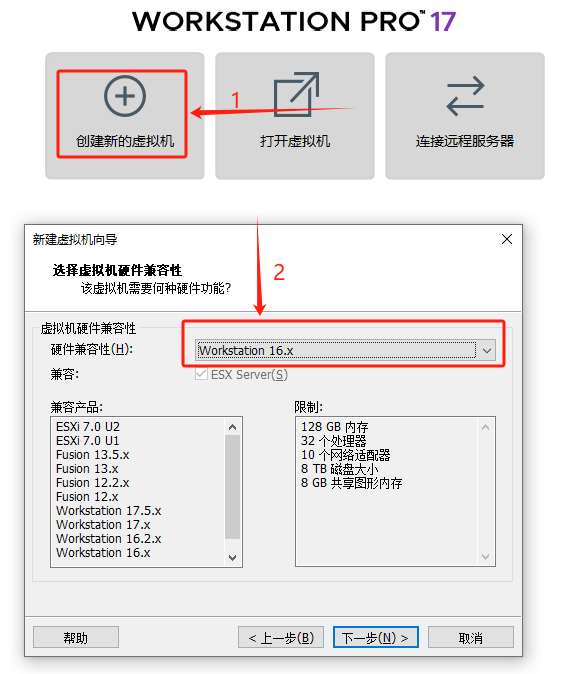 WORKSTATION PRO™ 17
1
创建新的虚拟机
打开虚拟机
连接远程服务器
新建虚拟机向导
2
选择虚拟机硬件兼容性
该虚拟机需要何种硬件功能?
虚拟机硬件兼容性
硬件兼容性(H):
Workstation 16.x
兼容:
ESX Server(S)
兼容产品:
ESXi 7.0 U2
ESXi 7.0 U1
Fusion 13.5.x
Fusion 13.x
Fusion 12.2.x
Fusion 12.x
Workstation 17.5.x
Workstation 17.x
Workstation 16.2.x
Workstation 16.x
限制:
128 GB 内存
32 个处理器
10 个网络适配器
8 TB 磁盘大小
8 GB 共享图形内存
帮助
< 上一步(B)
下一步(N) >
取消